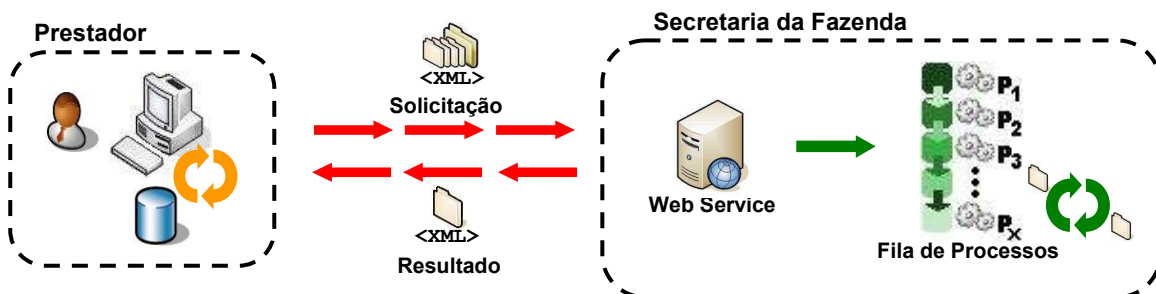 Prestador
Secretaria da Fazenda
<XML>
Solicitação
<XML>
Resultado
Web Service
P1
P2
P3
Px
Fila de Processos